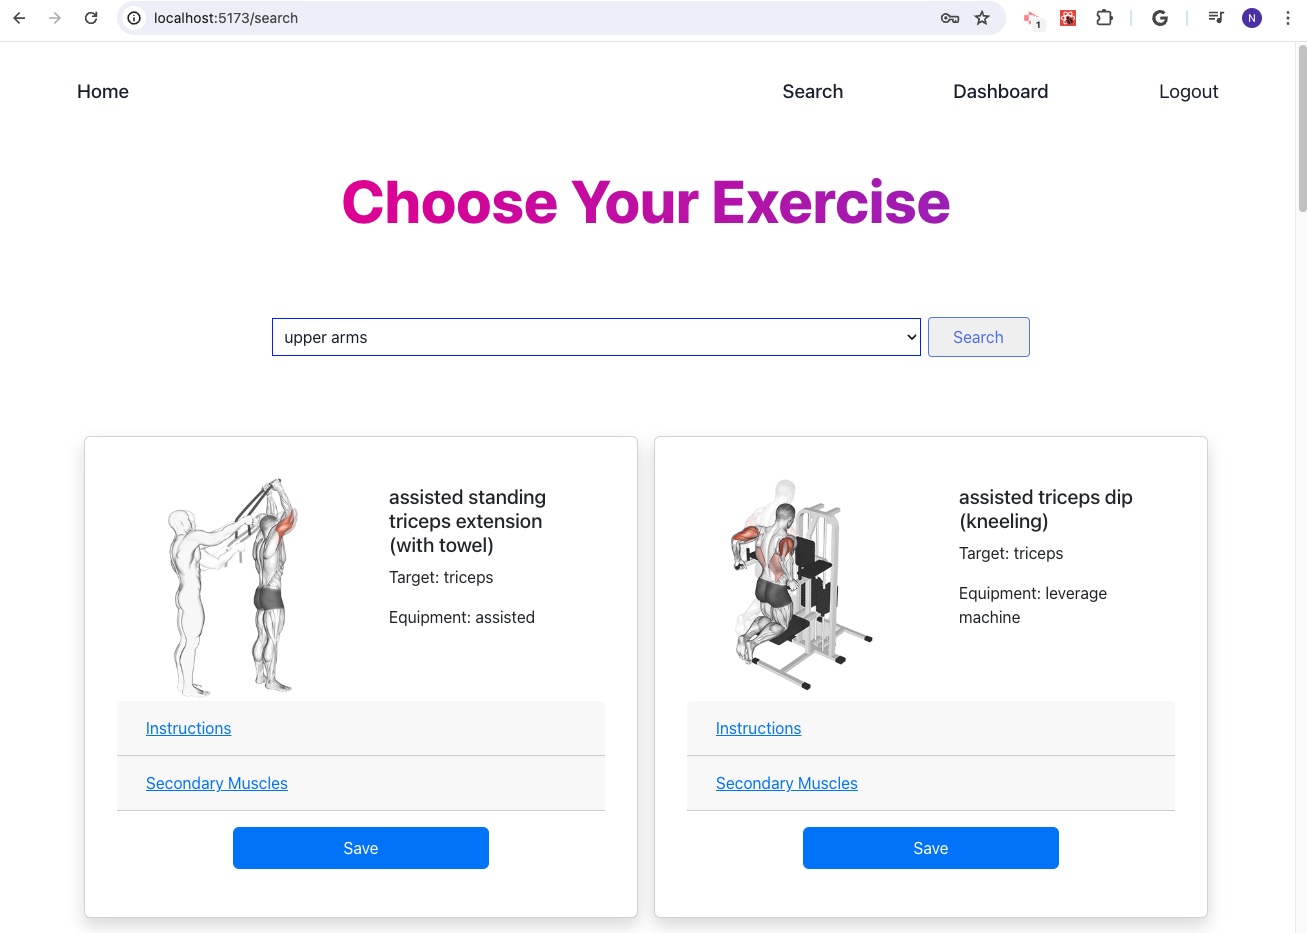 localhost:5173/search
1
G
N
Home
Search
Dashboard
Logout
Choose Your Exercise
upper arms
Search
assisted standing
triceps extension
(with towel)
Target: triceps
Equipment: assisted
Instructions
Secondary Muscles
Save
assisted triceps dip
(kneeling)
Target: triceps
Equipment: leverage
machine
Instructions
Secondary Muscles
Save